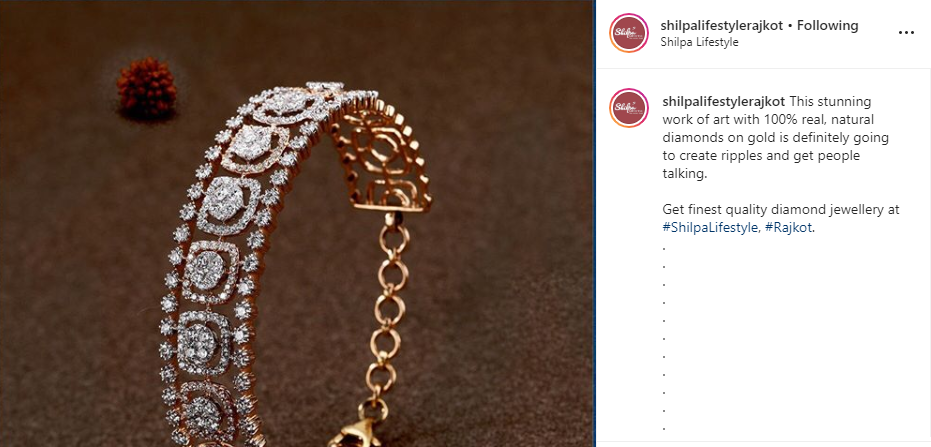 shilpalifestylerajkot • Following
Shilpa Lifestyle
shilpalifestylerajkot This stunning
work of art with 100% real, natural
diamonds on gold is definitely going
to create ripples and get people
talking.
Get finest quality diamond jewellery at
#ShilpaLifestyle, #Rajkot.
.
.
.
.
.
.
.
.
.
.
.